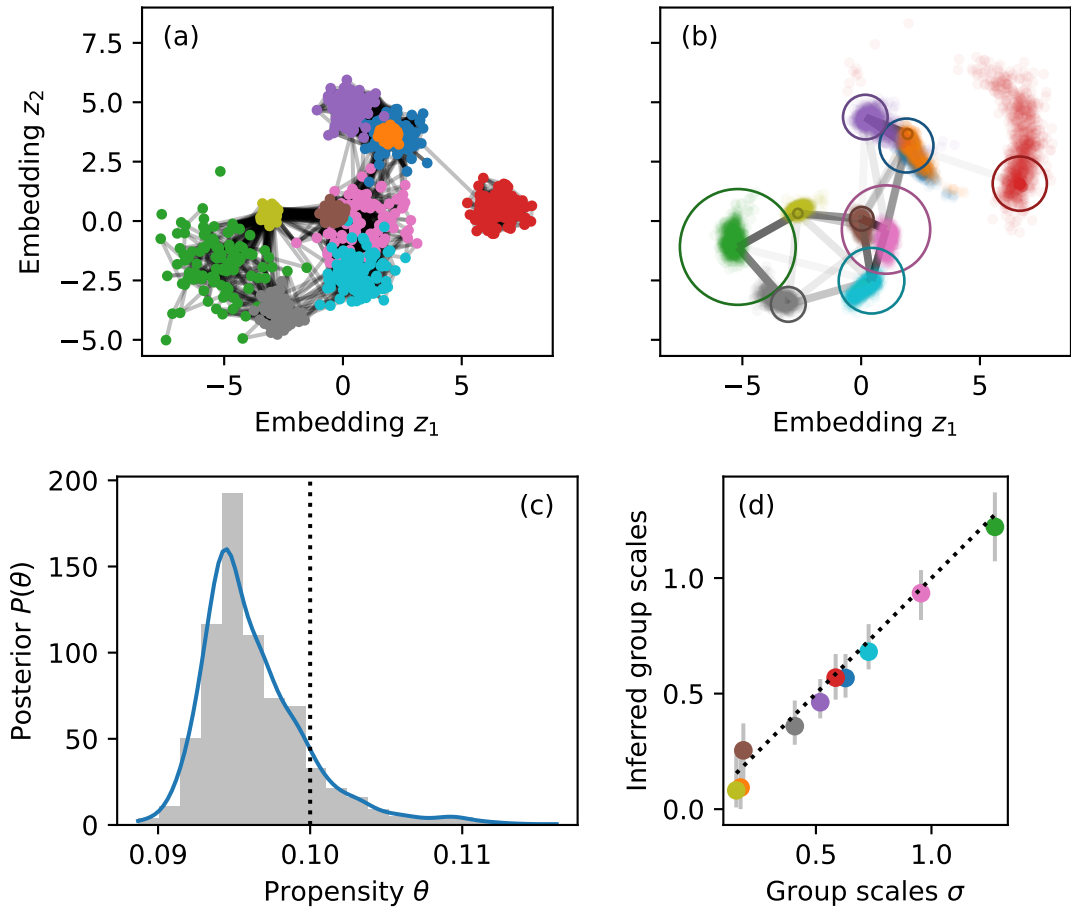 (a)
7.5
5.0
2.5
0.0
−2.5
−5.0
Embedding z2
−5
0
5
Embedding z1
(b)
−5
0
5
Embedding z1
(c)
200
150
100
50
0
Posterior P(θ)
0.09
0.10
0.11
Propensity θ
(d)
1.0
0.5
0.0
Inferred group scales
0.5
1.0
Group scales σ